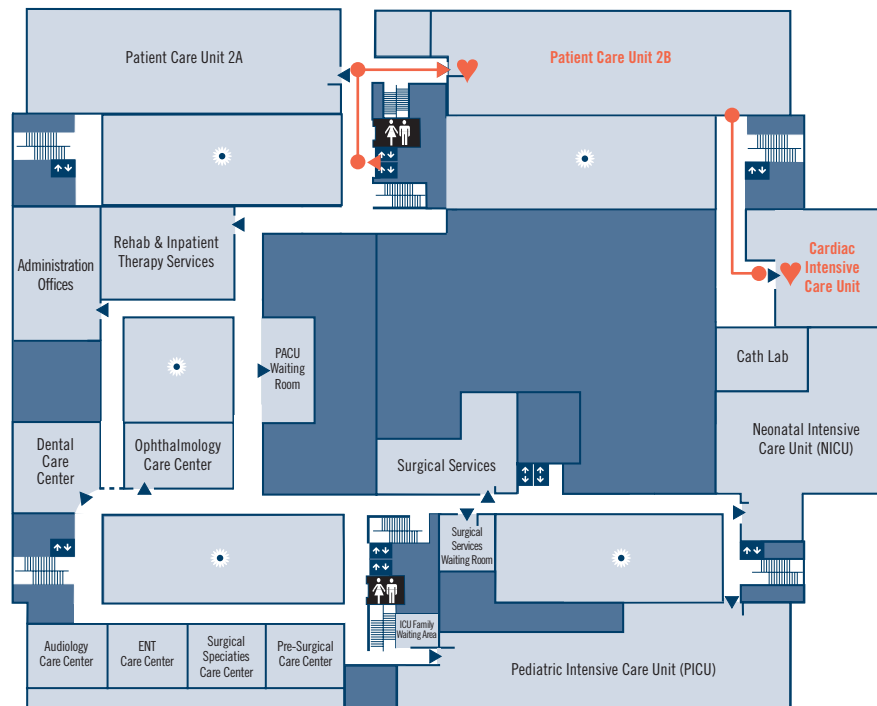 Patient Care Unit 2A
Patient Care Unit 2B
Rehab & Inpatient
Therapy Services
Administration
Offices
Cardiac
Intensive
Care Unit
PACU
Waiting
Room
Cath Lab
Dental
Care
Center
Ophthalmology
Care Center
Surgical Services
Neonatal Intensive
Care Unit (NICU)
Surgical
Services
Waiting Room
ICU Family
Waiting Area
Audiology
Care Center
ENT
Care Center
Surgical
Specialties
Care Center
Pre-Surgical
Care Center
Pediatric Intensive Care Unit (PICU)